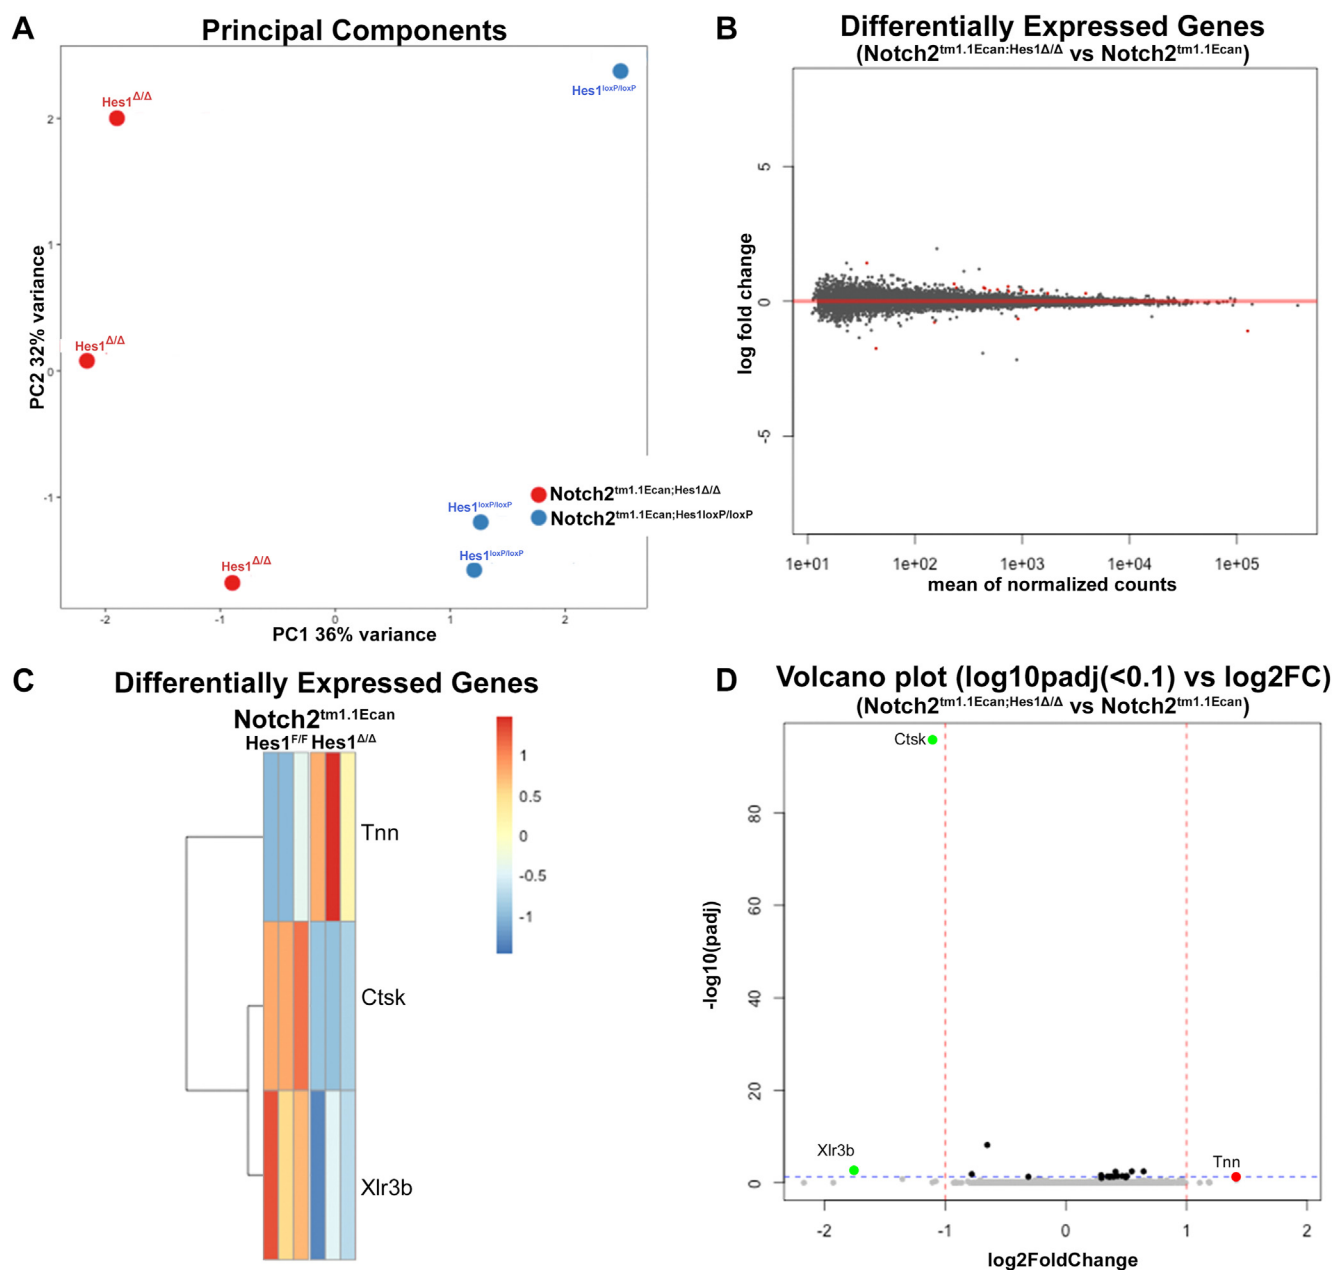 A
Principal Components
Hes1Δ/Δ
Hes1loxP/loxP
Hes1Δ/Δ
Hes1loxP/loxP
Hes1loxP/loxP
Hes1Δ/Δ
Notch2tm1.1Ecan;Hes1Δ/Δ
Notch2tm1.1Ecan;Hes1loxP/loxP
PC2 32% variance
2
1
0
-1
-2
-1
0
1
2
PC1 36% variance
B
Differentially Expressed Genes
(Notch2tm1.1Ecan:Hes1Δ/Δ vs Notch2tm1.1Ecan)
log fold change
5
0
-5
1e+01
1e+02
1e+03
1e+04
1e+05
mean of normalized counts
C
Differentially Expressed Genes
Notch2tm1.1Ecan
Hes1F/F Hes1Δ/Δ
Tnn
Ctsk
Xlr3b
1
0.5
0
-0.5
-1
D
Volcano plot (log10padj(<0.1) vs log2FC)
(Notch2tm1.1Ecan;Hes1Δ/Δ vs Notch2tm1.1Ecan)
Ctsk
Xlr3b
Tnn
-log10(padj)
80
60
40
20
0
-2
-1
0
1
2
log2FoldChange